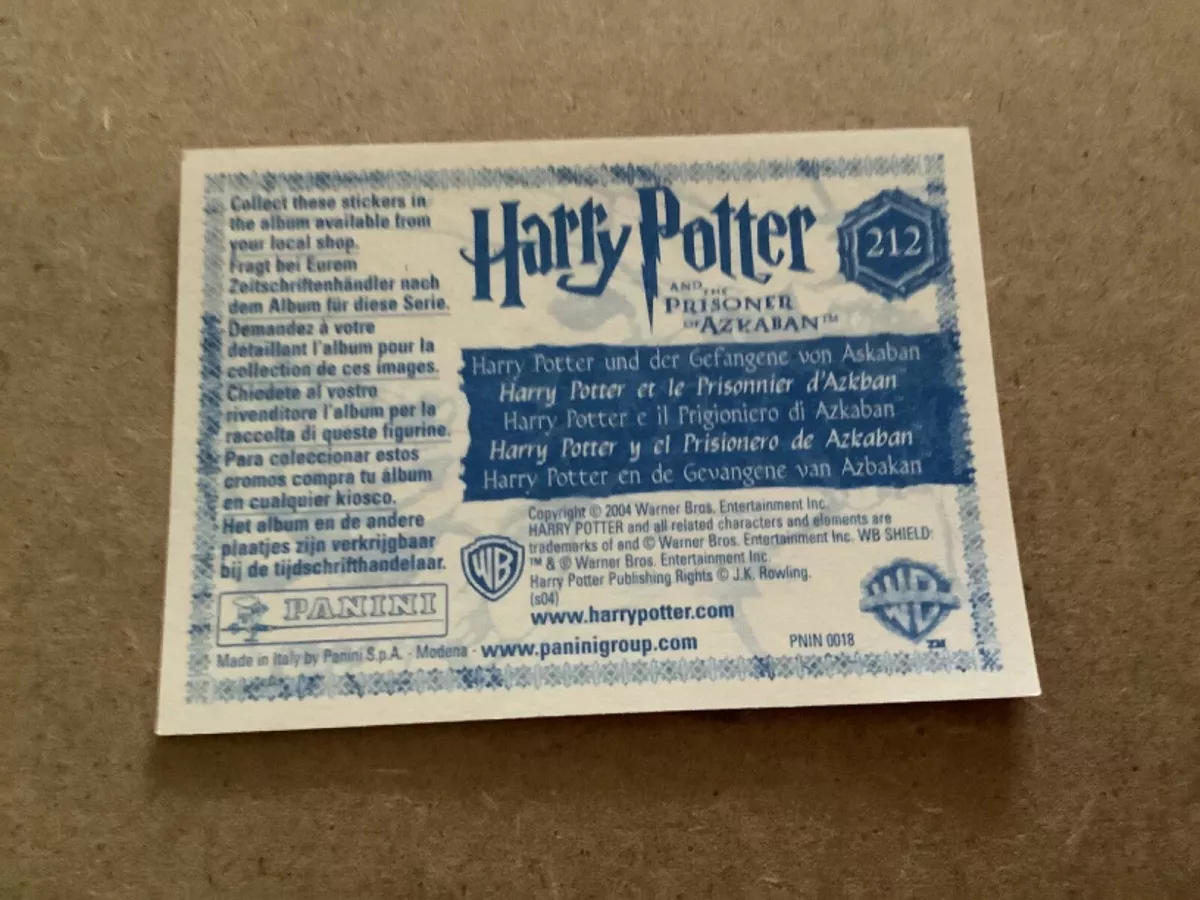 Collect these stickers in
the album available from
your local shop.
Fragt bei Eurem
Zeitschriftenhändler nach
dem Album für diese Serie.
Demandez à votre
détaillant l'album pour la
collection de ces images.
Chiedete al vostro
rivenditore l'album per la
raccolta di queste figurine.
Para coleccionar estos
cromos compra tu álbum
en cualquier kiosco.
Het album en de andere
plaatjes zijn verkrijgbaar
bij de tijdschrifthandelaar.
PANINI
Made in Italy by Panini S.p.A. - Modena - www.paninigroup.com
Harry Potter
AND THE
PRISONER
OF AZKABAN™
212
Harry Potter und der Gefangene von Askaban
Harry Potter et le Prisonnier d'Azkban
Harry Potter e il Prigioniero di Azkaban
Harry Potter y el Prisionero de Azkaban
Harry Potter en de Gevangene van Azbakan
Copyright © 2004 Warner Bros. Entertainment Inc.
HARRY POTTER and all related characters and elements are
trademarks of and © Warner Bros. Entertainment Inc. WB SHIELD:
™ & © Warner Bros. Entertainment Inc.
Harry Potter Publishing Rights © J.K. Rowling.
(s04)
WB
www.harrypotter.com
PNIN 0018
WB
TM